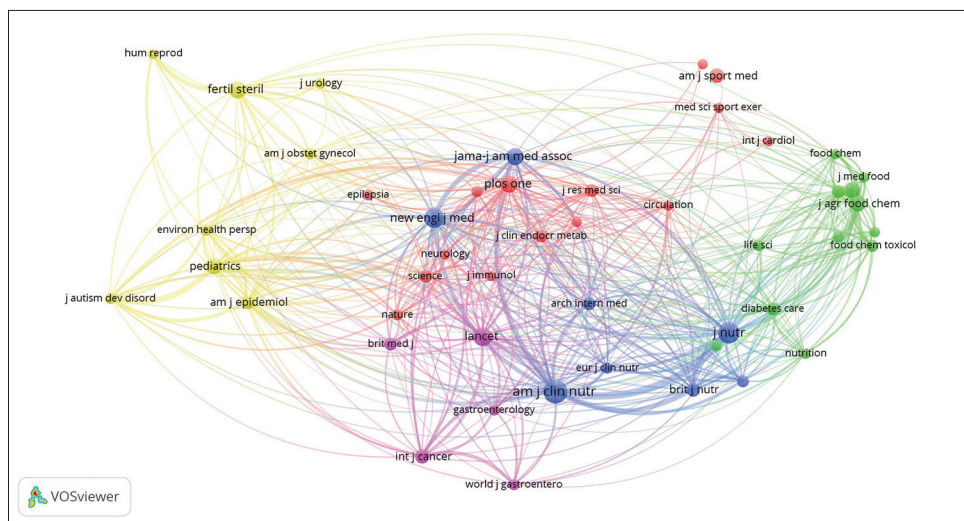 hum reprod
am j sport med
fertil steril
j urology
med sci sport exer
int j cardiol
am j obstet gynecol
jama-j am med assoc
food chem
j med food
plos one
epilepsia
j res med sci
j agr food chem
circulation
new engl j med
environ health persp
j clin endocr metab
life sci
food chem toxicol
neurology
pediatrics
science
j immunol
j autism dev disord
am j epidemiol
arch intern med
diabetes care
nature
brit med j
lancet
j nutr
nutrition
eur j clin nutr
am j clin nutr
brit j nutr
gastroenterology
int j cancer
world j gastroentero
VOSviewer